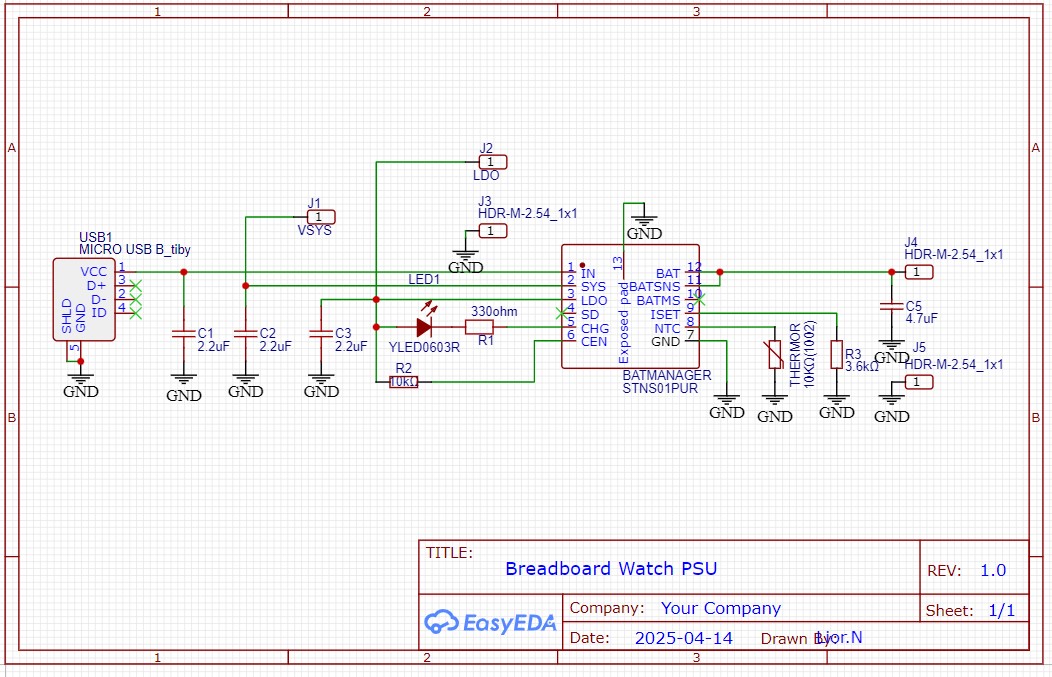 1 2 3
A A
J2
1
LDO
J3
HDR-M-2.54_1x1
1
GND
J1
1
VSYS
USB1
MICRO USB B_tiby
VCC 1
D+ 3
D- 2
ID 4
SHLD
GND
5
GND
C1
2.2uF
GND
C2
2.2uF
GND
C3
2.2uF
GND
LED1
YLED0603R
330ohm
R1
R2
10kΩ
GND
13
Exposed pad
1 IN
2 SYS
3 LDO
4 SD
5 CHG
6 CEN
BAT 12
BATSNS 11
BATMS 10
ISET 9
NTC 8
GND 7
BATMANAGER
STNS01PUR
GND
THERMOR
10KΩ(1002)
GND
R3
3.6kΩ
GND
J4
HDR-M-2.54_1x1
1
C5
4.7uF
GND
J5
HDR-M-2.54_1x1
1
GND
B B
TITLE:
Breadboard Watch PSU
REV: 1.0
EasyEDA
Company: Your Company
Sheet: 1/1
Date: 2025-04-14 Drawn By: Bjor.N
1 2 3